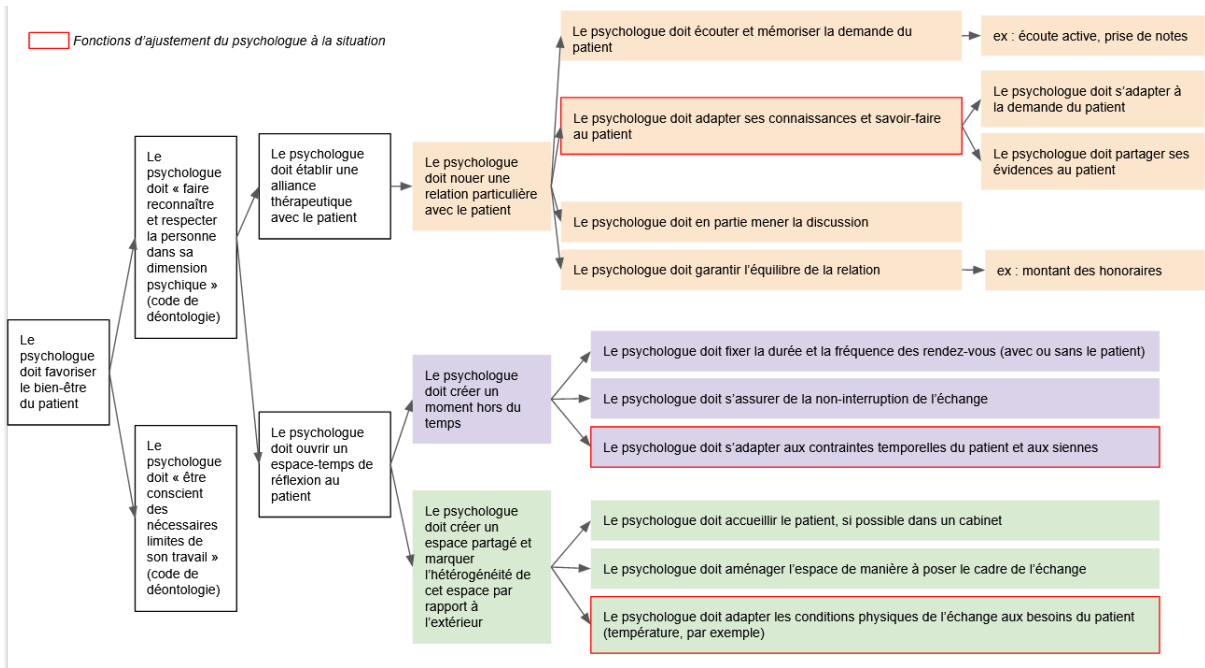 Fonctions d'ajustement du psychologue à la situation
Le
psychologue
doit favoriser
le bien-être
du patient
Le
psychologue
doit « faire
reconnaître
et respecter
la personne
dans sa
dimension
psychique »
(code de
déontologie)
Le
psychologue
doit « être
conscient
des
nécessaires
limites de
son travail »
(code de
déontologie)
Le psychologue
doit établir une
alliance
thérapeutique
avec le patient
Le psychologue
doit ouvrir un
espace-temps de
réflexion au
patient
Le psychologue
doit nouer une
relation particulière
avec le patient
Le psychologue doit écouter et mémoriser la demande du
patient
ex : écoute active, prise de notes
Le psychologue doit adapter ses connaissances et savoir-faire
au patient
Le psychologue doit s'adapter à
la demande du patient
Le psychologue doit partager ses
évidences au patient
Le psychologue doit en partie mener la discussion
Le psychologue doit garantir l'équilibre de la relation
ex : montant des honoraires
Le psychologue
doit créer un
moment hors du
temps
Le psychologue doit fixer la durée et la fréquence des rendez-vous (avec ou sans le patient)
Le psychologue doit s'assurer de la non-interruption de l'échange
Le psychologue doit s'adapter aux contraintes temporelles du patient et aux siennes
Le psychologue
doit créer un
espace partagé et
marquer
l'hétérogénéité de
cet espace par
rapport à
l'extérieur
Le psychologue doit accueillir le patient, si possible dans un cabinet
Le psychologue doit aménager l'espace de manière à poser le cadre de l'échange
Le psychologue doit adapter les conditions physiques de l'échange aux besoins du patient
(température, par exemple)